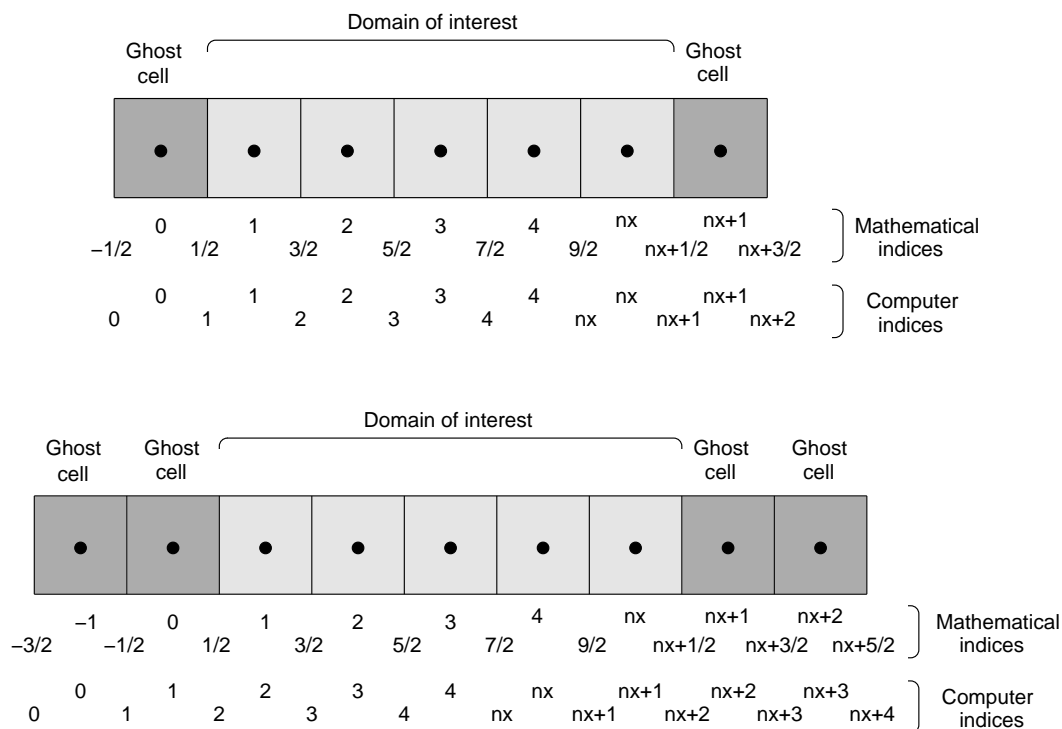 Domain of interest
Ghost cell
Ghost cell
0 1 2 3 4 nx nx+1
−1/2 1/2 3/2 5/2 7/2 9/2 nx+1/2 nx+3/2
Mathematical indices
0 1 2 3 4 nx nx+1
0 1 2 3 4 nx nx+1 nx+2
Computer indices
Domain of interest
Ghost cell
Ghost cell
Ghost cell
Ghost cell
−1 0 1 2 3 4 nx nx+1 nx+2
−3/2 −1/2 1/2 3/2 5/2 7/2 9/2 nx+1/2 nx+3/2 nx+5/2
Mathematical indices
0 1 2 3 4 nx nx+1 nx+2 nx+3
0 1 2 3 4 nx nx+1 nx+2 nx+3 nx+4
Computer indices